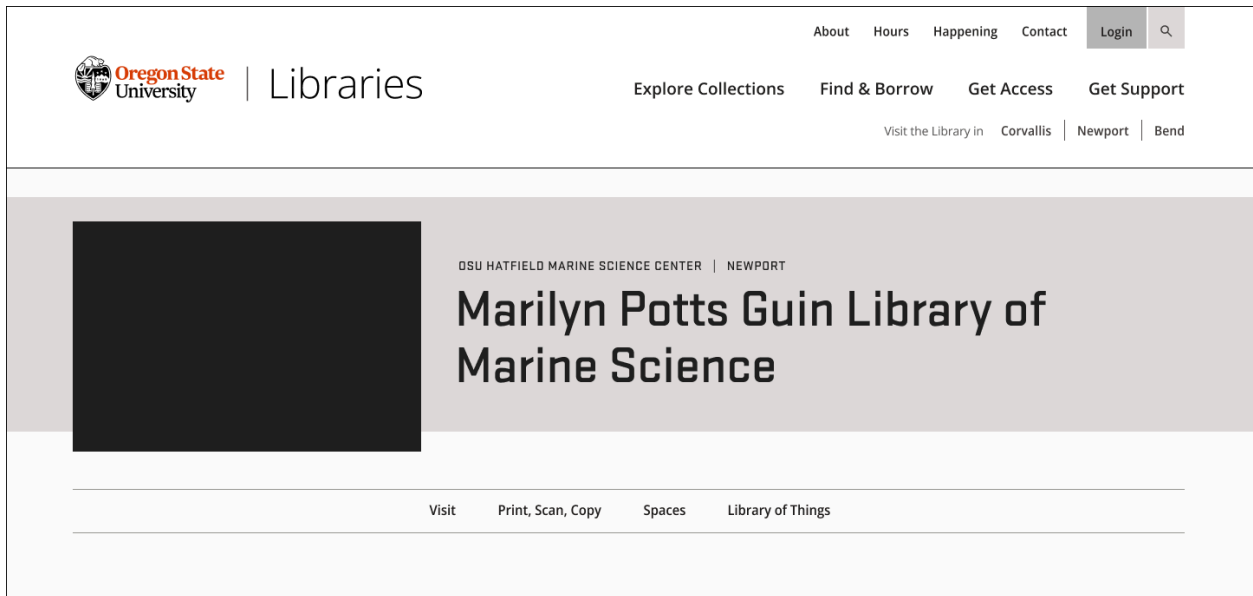 About Hours Happening Contact Login
Oregon State
University
Libraries
Explore Collections Find & Borrow Get Access Get Support
Visit the Library in Corvallis | Newport | Bend
OSU HATFIELD MARINE SCIENCE CENTER | NEWPORT
Marilyn Potts Guin Library of
Marine Science
Visit Print, Scan, Copy Spaces Library of Things